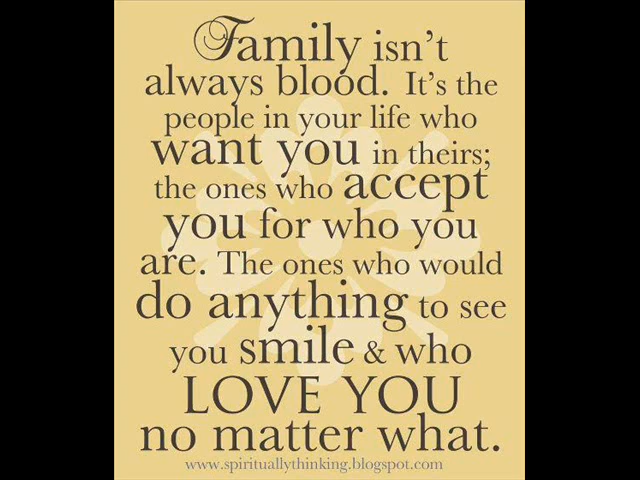 Family isn't
always blood. It's the
people in your life who
want you in theirs;
the ones who accept
you for who you
are. The ones who would
do anything to see
you smile & who
LOVE YOU
no matter what.
www.spirituallythinking.blogspot.com